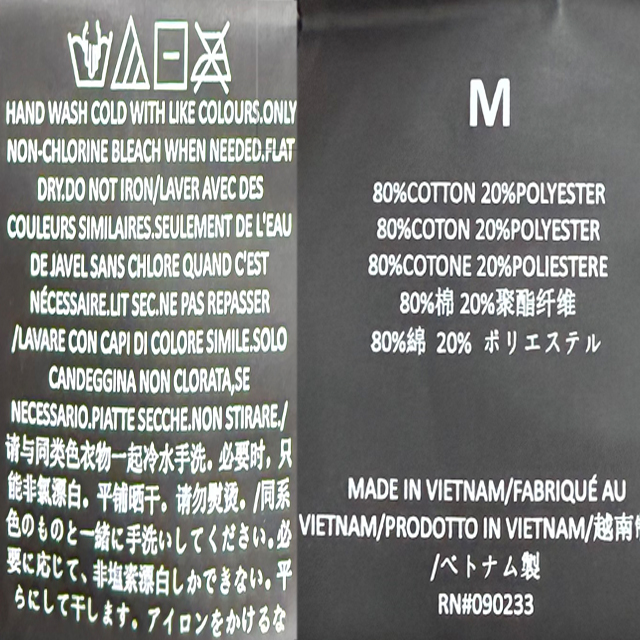 HAND WASH COLD WITH LIKE COLOURS.ONLY
NON-CHLORINE BLEACH WHEN NEEDED.FLAT
DRY.DO NOT IRON/LAVER AVEC DES
COULEURS SIMILAIRES.SEULEMENT DE L'EAU
DE JAVEL SANS CHLORE QUAND C'EST
NÉCESSAIRE.LIT SEC.NE PAS REPASSER
/LAVARE CON CAPI DI COLORE SIMILE.SOLO
CANDEGGINA NON CLORATA,SE
NECESSARIO.PIATTE SECCHE.NON STIRARE./
请与同类色衣物一起冷水手洗。必要时，只
能非氯漂白。平铺晒干。请勿熨烫。/同系
色のものと一緒に手洗いしてください。必
要に応じて、非塩素漂白しかできない。平
らにして干します。アイロンをかけるな
M
80%COTTON 20%POLYESTER
80%COTON 20%POLYESTER
80%COTONE 20%POLIESTERE
80%棉 20%聚酯纤维
80%綿 20% ポリエステル
MADE IN VIETNAM/FABRIQUÉ AU
VIETNAM/PRODOTTO IN VIETNAM/越南制
/ベトナム製
RN#090233